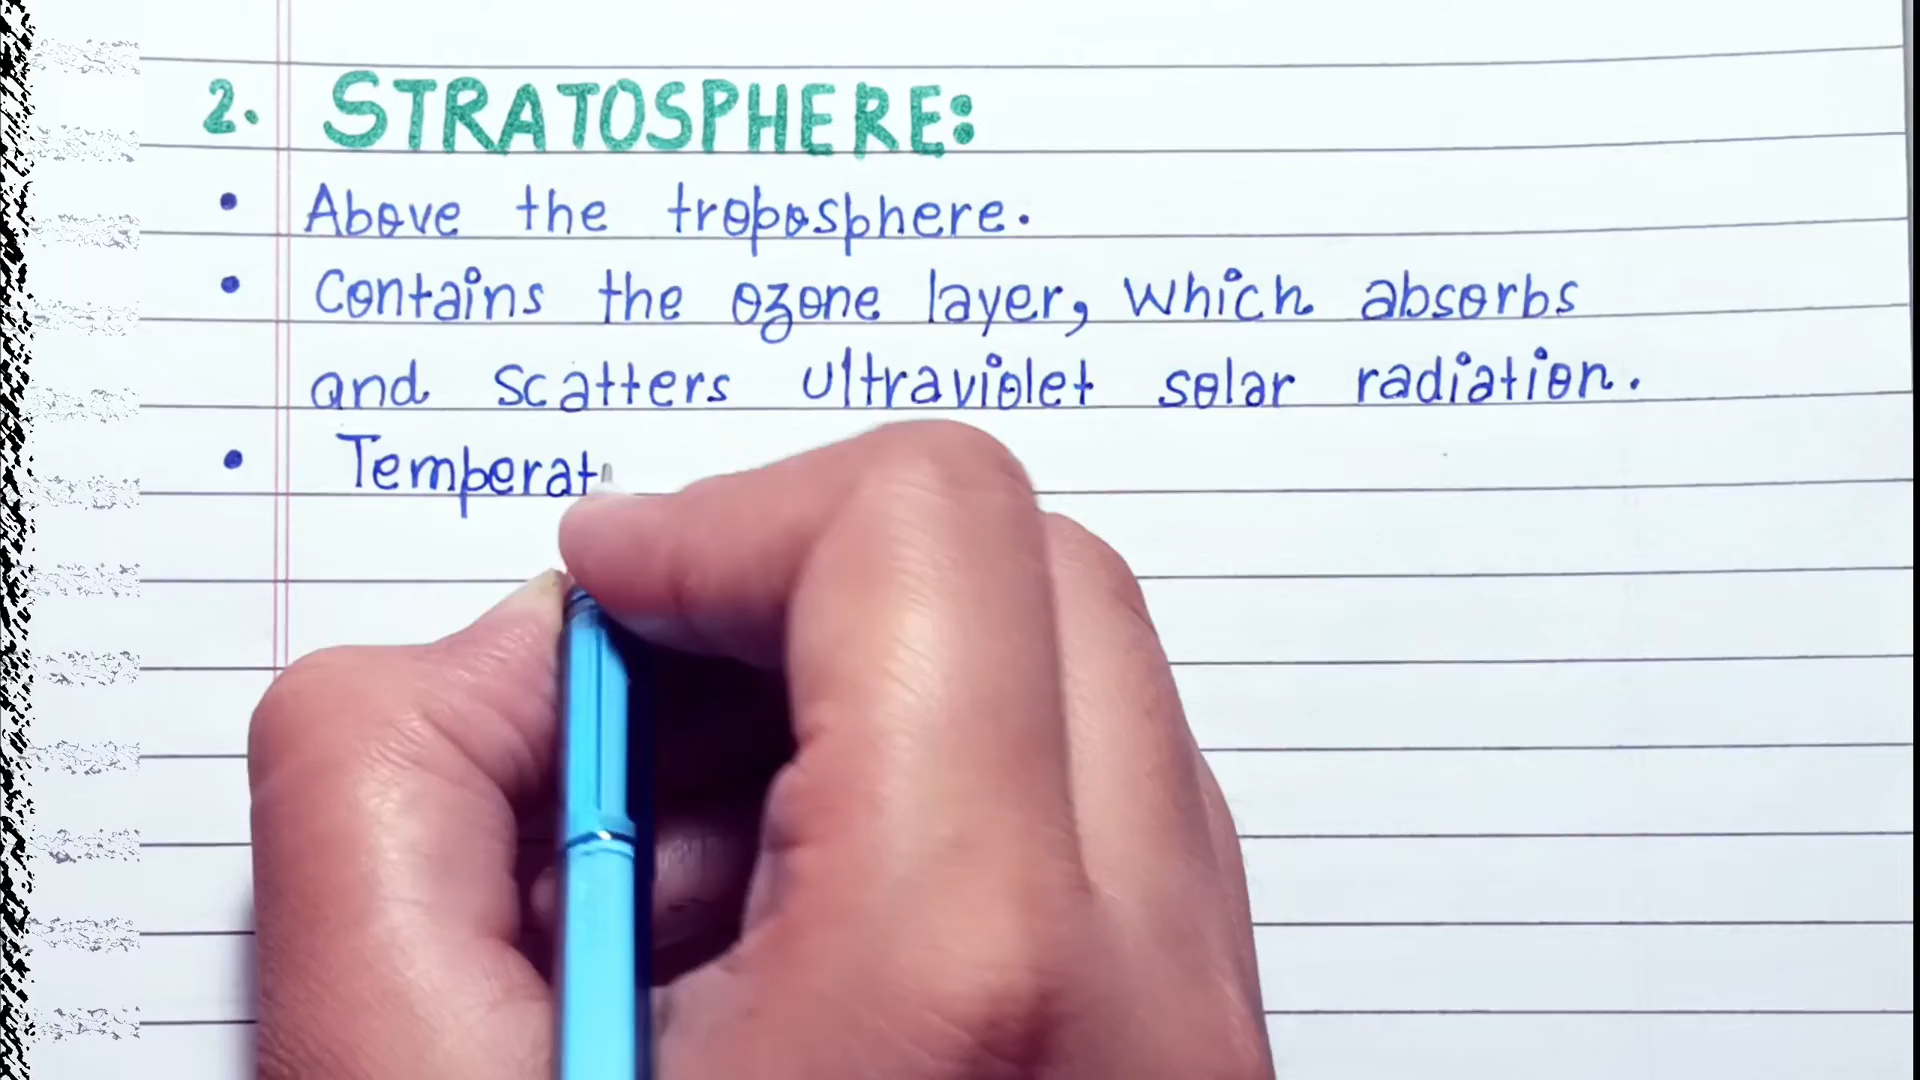 2. STRATOSPHERE:
• Above the troposphere.
• Contains the ozone layer, which absorbs
and scatters ultraviolet solar radiation.
• Temperat